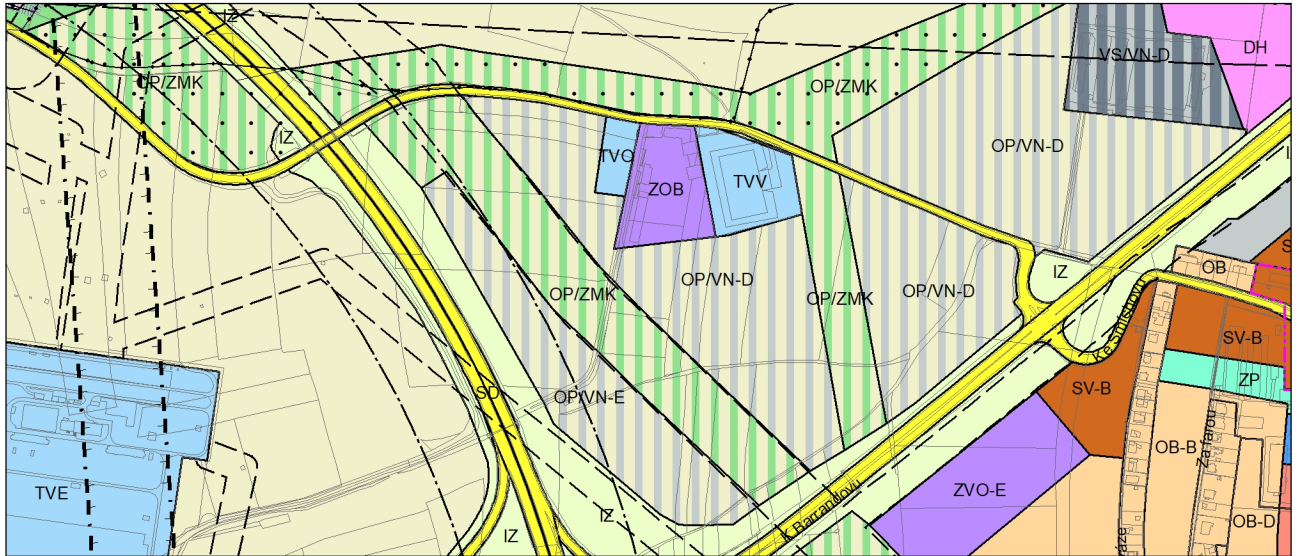 IZ
VS/VN-D
DH
OP/ZMK
OP/ZMK
IZ
OP/VN-D
TVO
ZOB
TVV
IZ
OB
OP/ZMK
OP/VN-D
OP/ZMK
OP/VN-D
Ke Smíchovu
SV-B
ZP
SV-B
SD
OP/VN-E
OB-B
Za farou
TVE
ZVO-E
K Barrandovu
IZ
IZ
OB-D